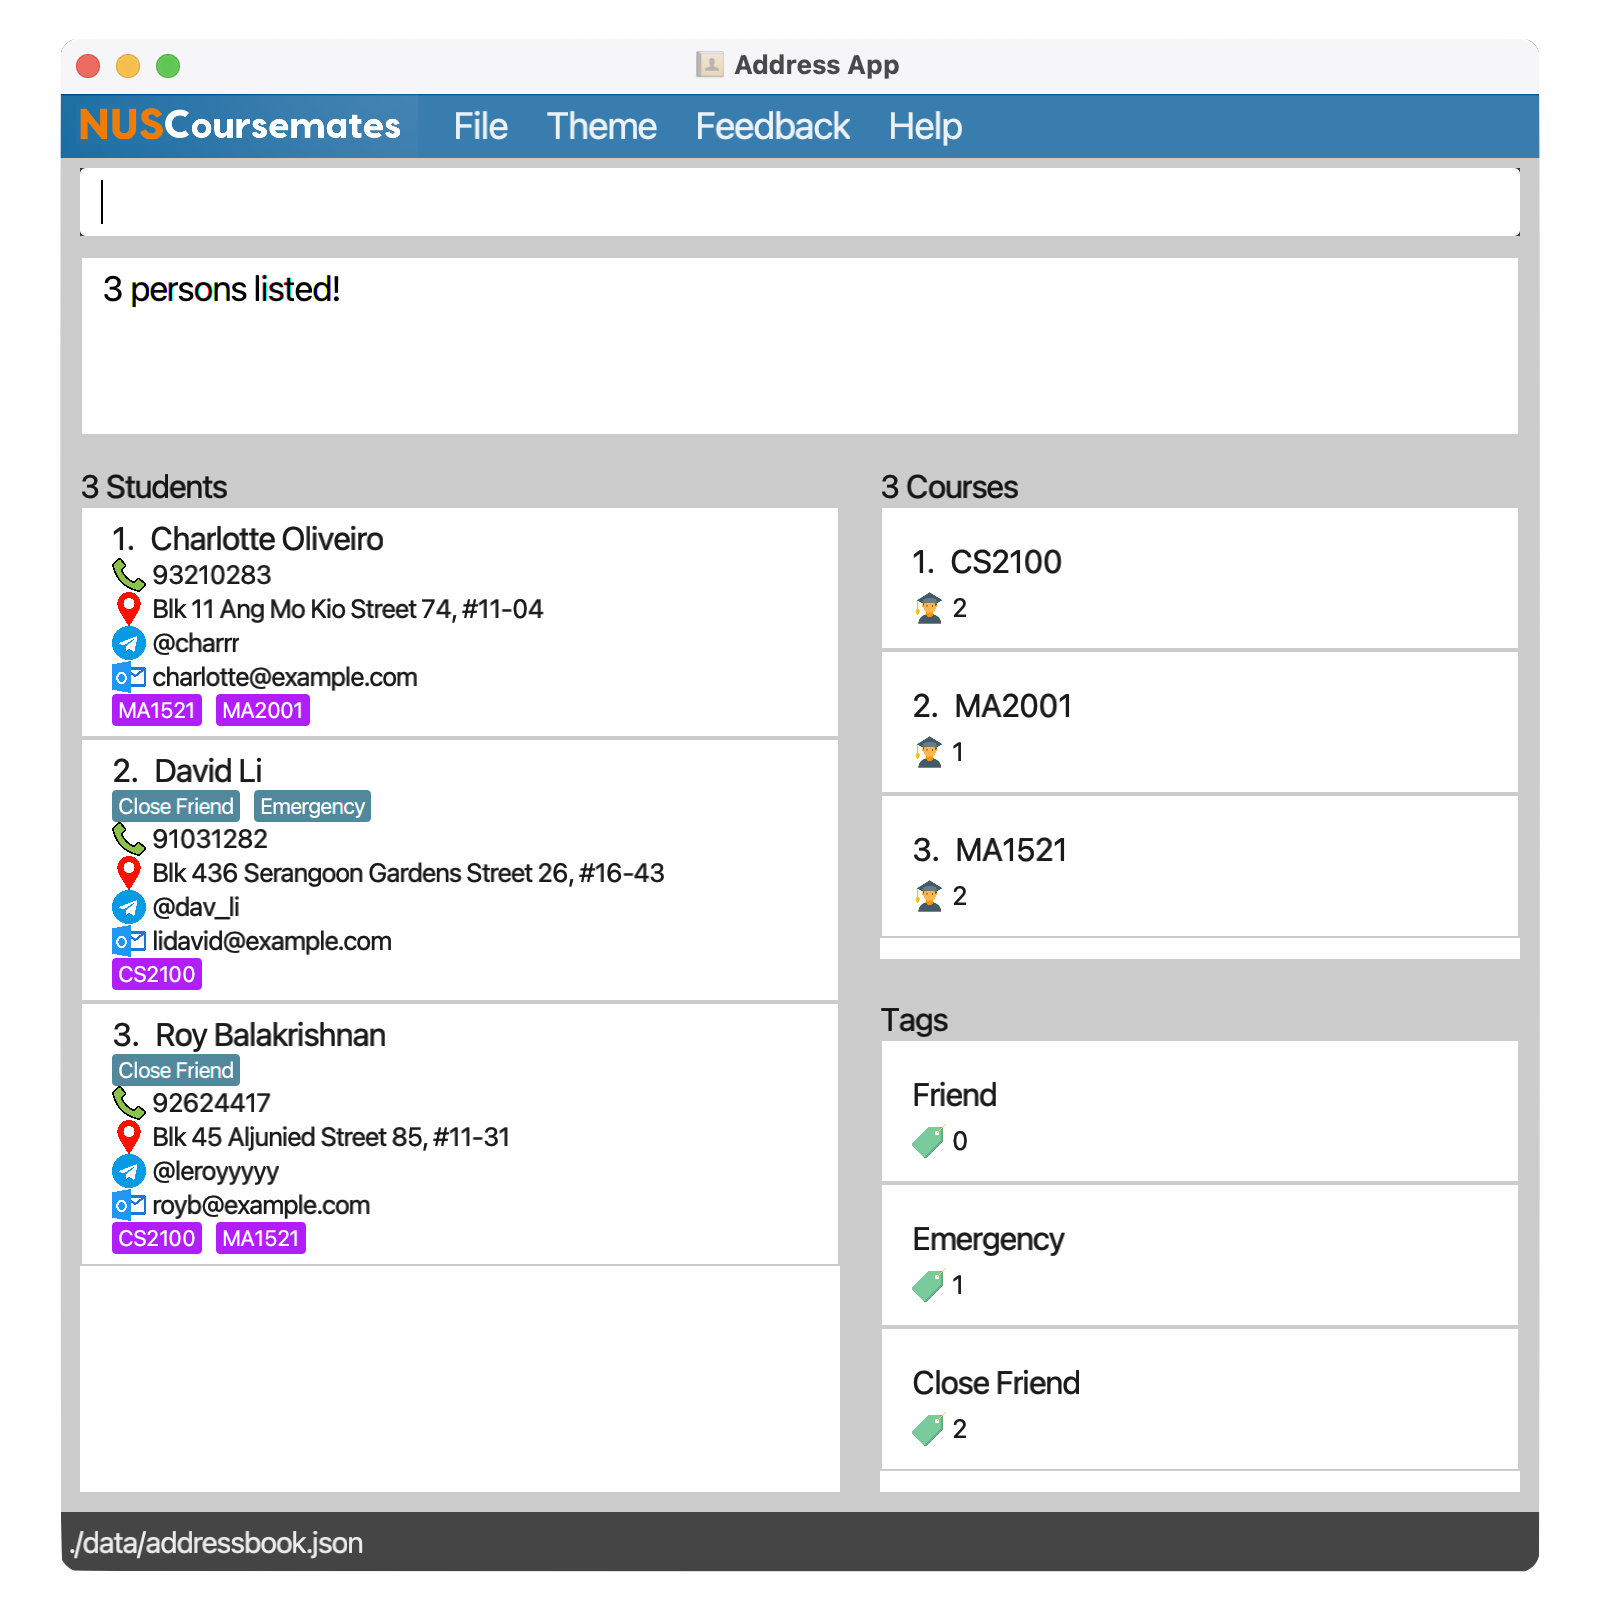 Address App
NUSCoursemates File Theme Feedback Help
3 persons listed!
3 Students
1. Charlotte Oliveiro
93210283
Blk 11 Ang Mo Kio Street 74, #11-04
@charrr
charlotte@example.com
MA1521 MA2001
2. David Li
Close Friend Emergency
91031282
Blk 436 Serangoon Gardens Street 26, #16-43
@dav_li
lidavid@example.com
CS2100
3. Roy Balakrishnan
Close Friend
92624417
Blk 45 Aljunied Street 85, #11-31
@leroyyyyy
royb@example.com
CS2100 MA1521
3 Courses
1. CS2100
2
2. MA2001
1
3. MA1521
2
Tags
Friend
0
Emergency
1
Close Friend
2
./data/addressbook.json